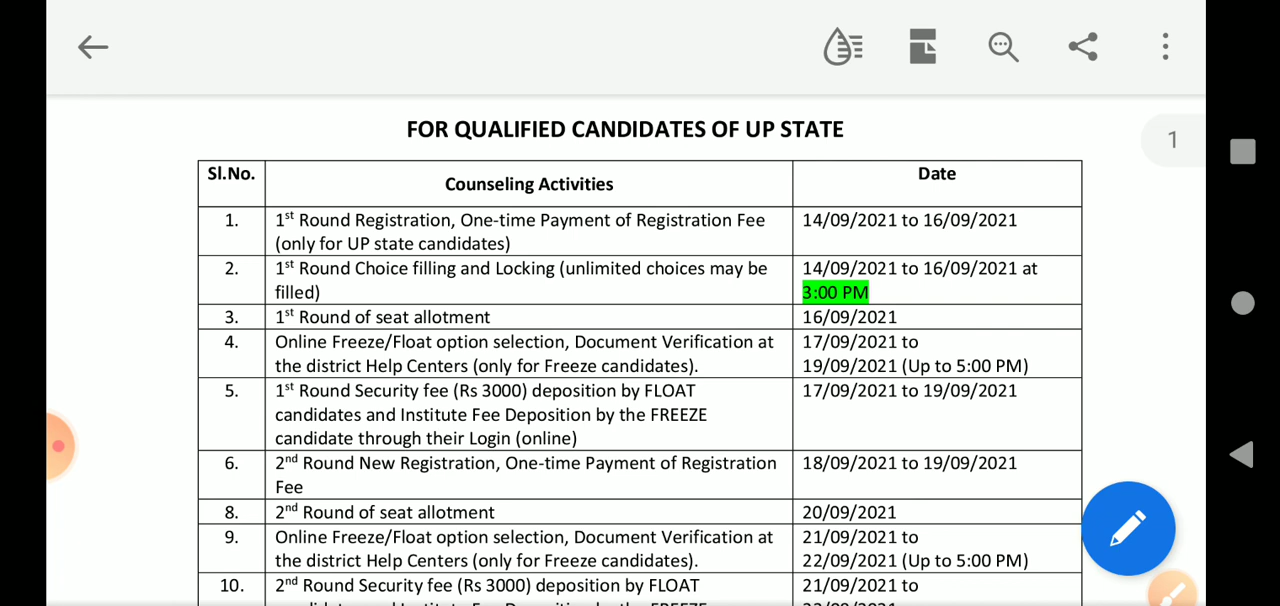 1
FOR QUALIFIED CANDIDATES OF UP STATE
Sl.No. Counseling Activities Date
1. 1st Round Registration, One-time Payment of Registration Fee 14/09/2021 to 16/09/2021
(only for UP state candidates)
2. 1st Round Choice filling and Locking (unlimited choices may be 14/09/2021 to 16/09/2021 at
filled) 3:00 PM
3. 1st Round of seat allotment 16/09/2021
4. Online Freeze/Float option selection, Document Verification at 17/09/2021 to
the district Help Centers (only for Freeze candidates). 19/09/2021 (Up to 5:00 PM)
5. 1st Round Security fee (Rs 3000) deposition by FLOAT 17/09/2021 to 19/09/2021
candidates and Institute Fee Deposition by the FREEZE
candidate through their Login (online)
6. 2nd Round New Registration, One-time Payment of Registration 18/09/2021 to 19/09/2021
Fee
8. 2nd Round of seat allotment 20/09/2021
9. Online Freeze/Float option selection, Document Verification at 21/09/2021 to
the district Help Centers (only for Freeze candidates). 22/09/2021 (Up to 5:00 PM)
10. 2nd Round Security fee (Rs 3000) deposition by FLOAT 21/09/2021 to